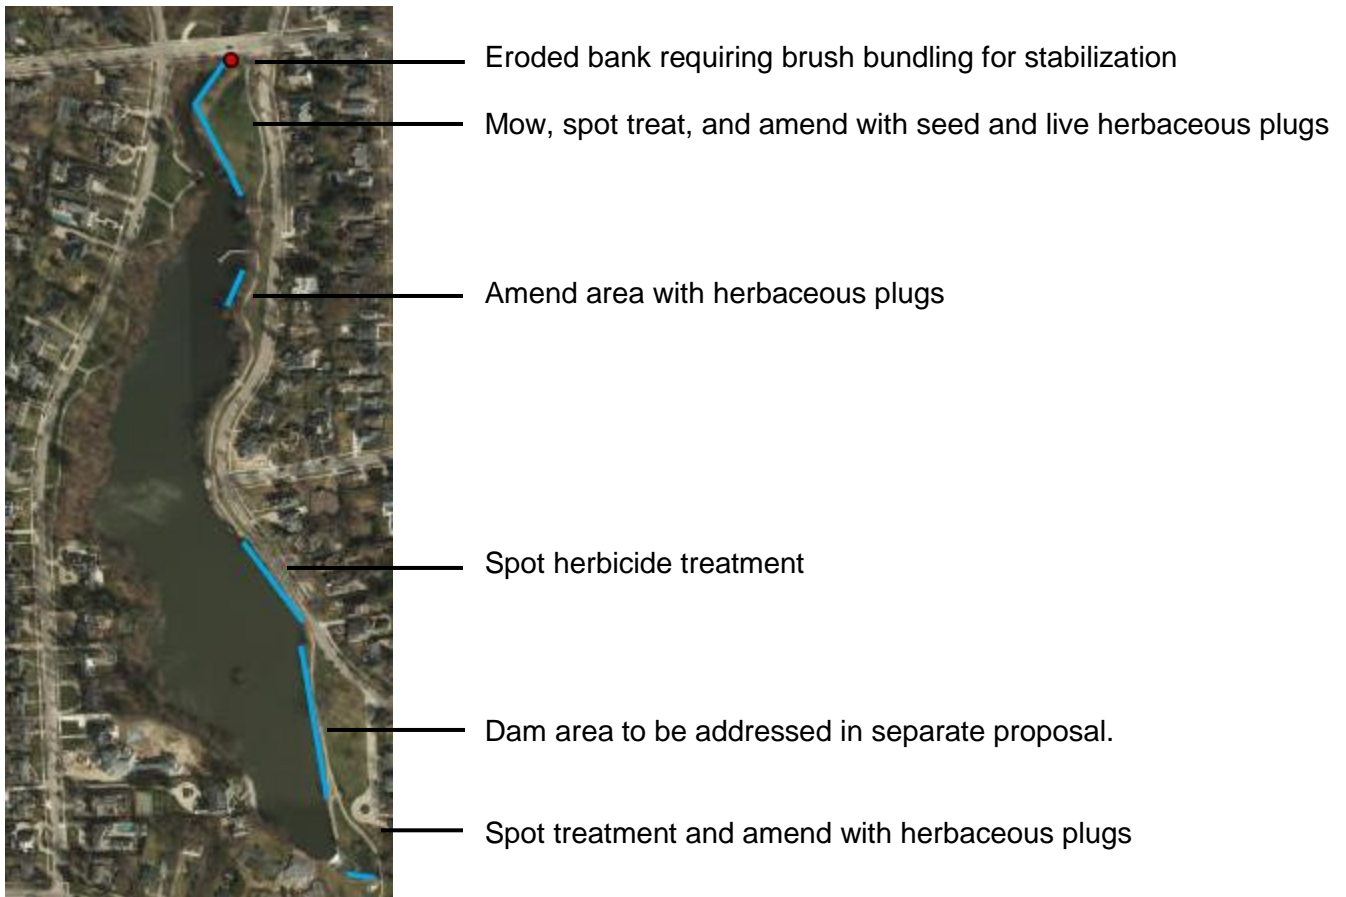 Eroded bank requiring brush bundling for stabilization
Mow, spot treat, and amend with seed and live herbaceous plugs
Amend area with herbaceous plugs
Spot herbicide treatment
Dam area to be addressed in separate proposal.
Spot treatment and amend with herbaceous plugs